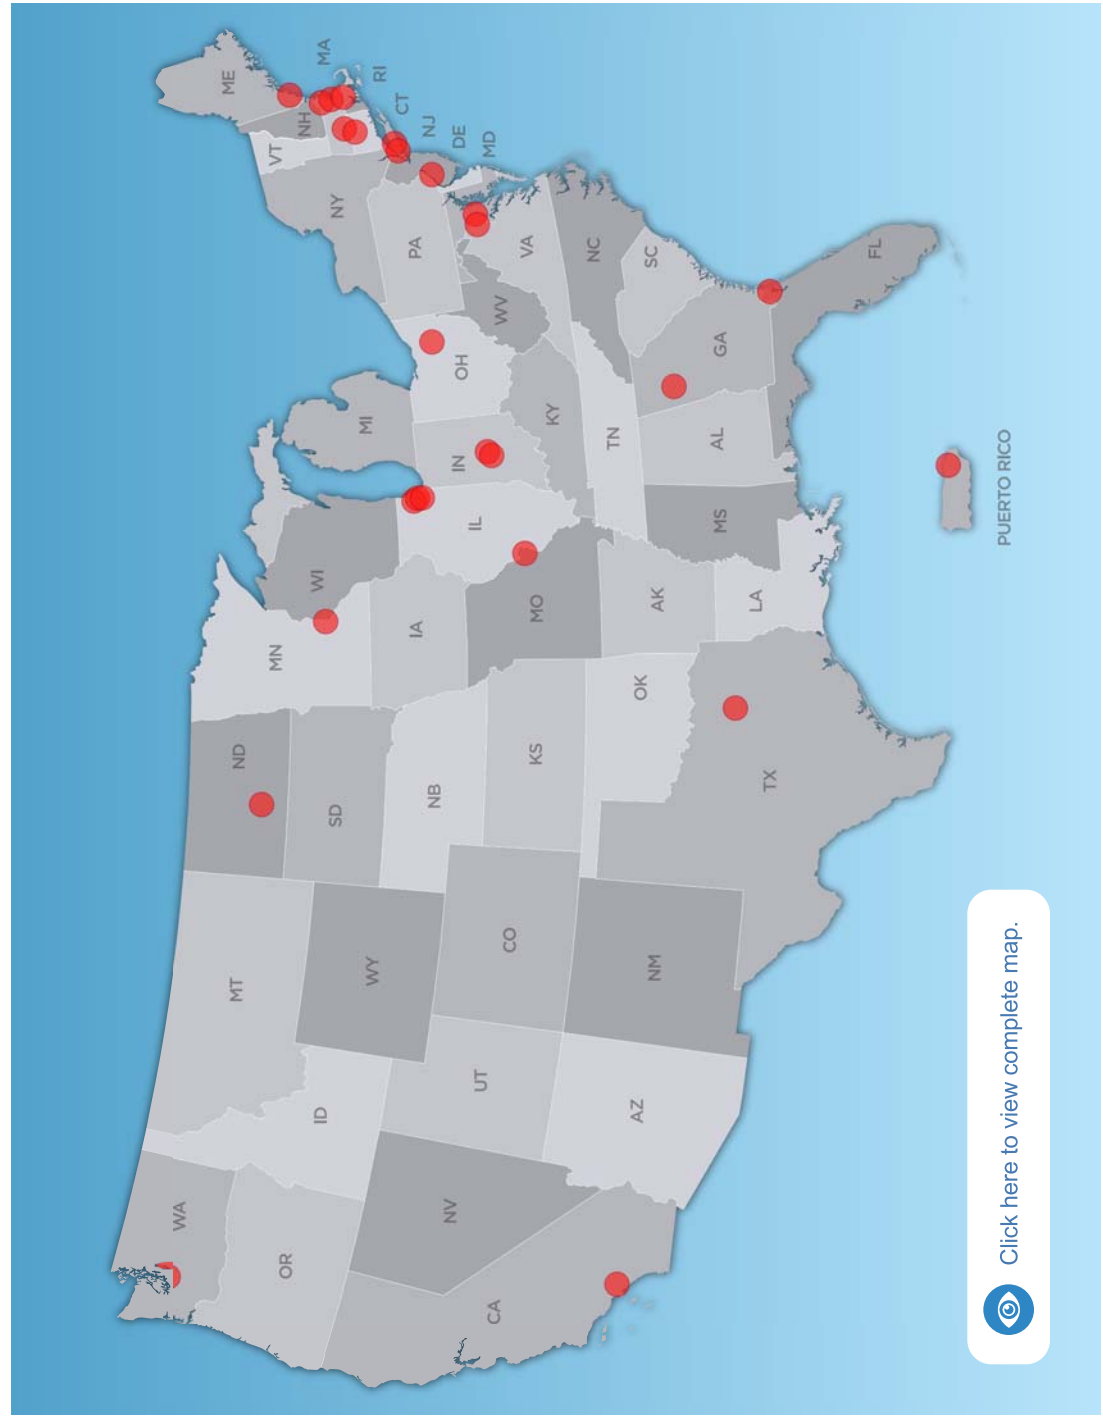 WA
OR
CA
NV
ID
MT
WY
UT
AZ
CO
NM
ND
SD
NB
KS
OK
TX
MN
IA
MO
AK
LA
WI
IL
MS
MI
IN
KY
TN
AL
OH
WV
GA
FL
SC
NC
VA
PA
NY
VT
NH
ME
MA
RI
CT
NJ
DE
MD
PUERTO RICO
Click here to view complete map.